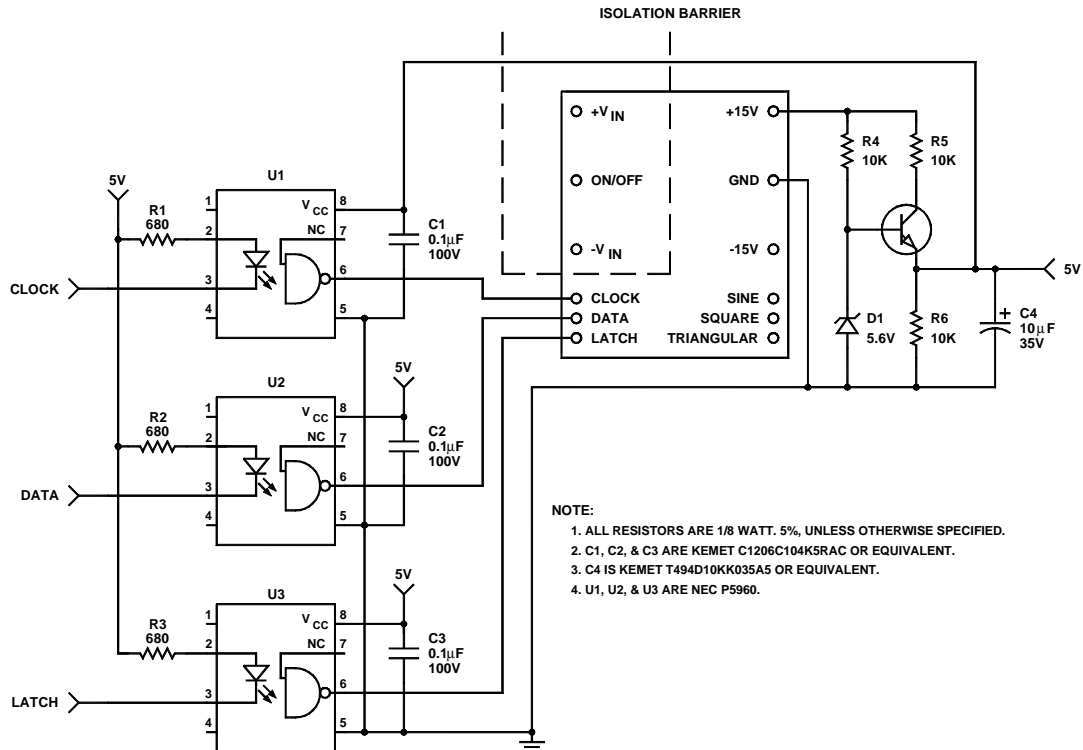 ISOLATION BARRIER
+V IN
ON/OFF
-V IN
CLOCK
DATA
LATCH
+15V
GND
-15V
SINE
SQUARE
TRIANGULAR
R4
10K
R5
10K
D1
5.6V
R6
10K
C4
10µF
35V
+
5V
5V
U1
R1
680
1
2
3
4
V CC
NC
8
7
6
5
C1
0.1µF
100V
CLOCK
U2
R2
680
1
2
3
4
V CC
NC
8
7
6
5
5V
C2
0.1µF
100V
DATA
U3
R3
680
1
2
3
4
V CC
NC
8
7
6
5
5V
C3
0.1µF
100V
LATCH
NOTE:
1. ALL RESISTORS ARE 1/8 WATT. 5%, UNLESS OTHERWISE SPECIFIED.
2. C1, C2, & C3 ARE KEMET C1206C104K5RAC OR EQUIVALENT.
3. C4 IS KEMET T494D10KK035A5 OR EQUIVALENT.
4. U1, U2, & U3 ARE NEC P5960.